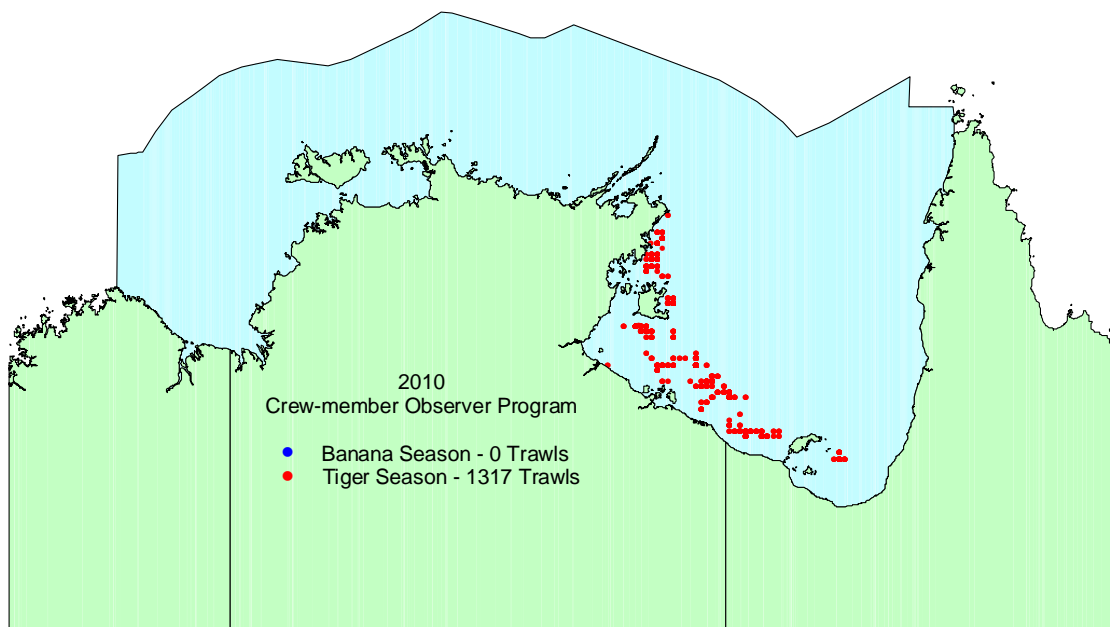 2010
Crew-member Observer Program
Banana Season - 0 Trawls
Tiger Season - 1317 Trawls